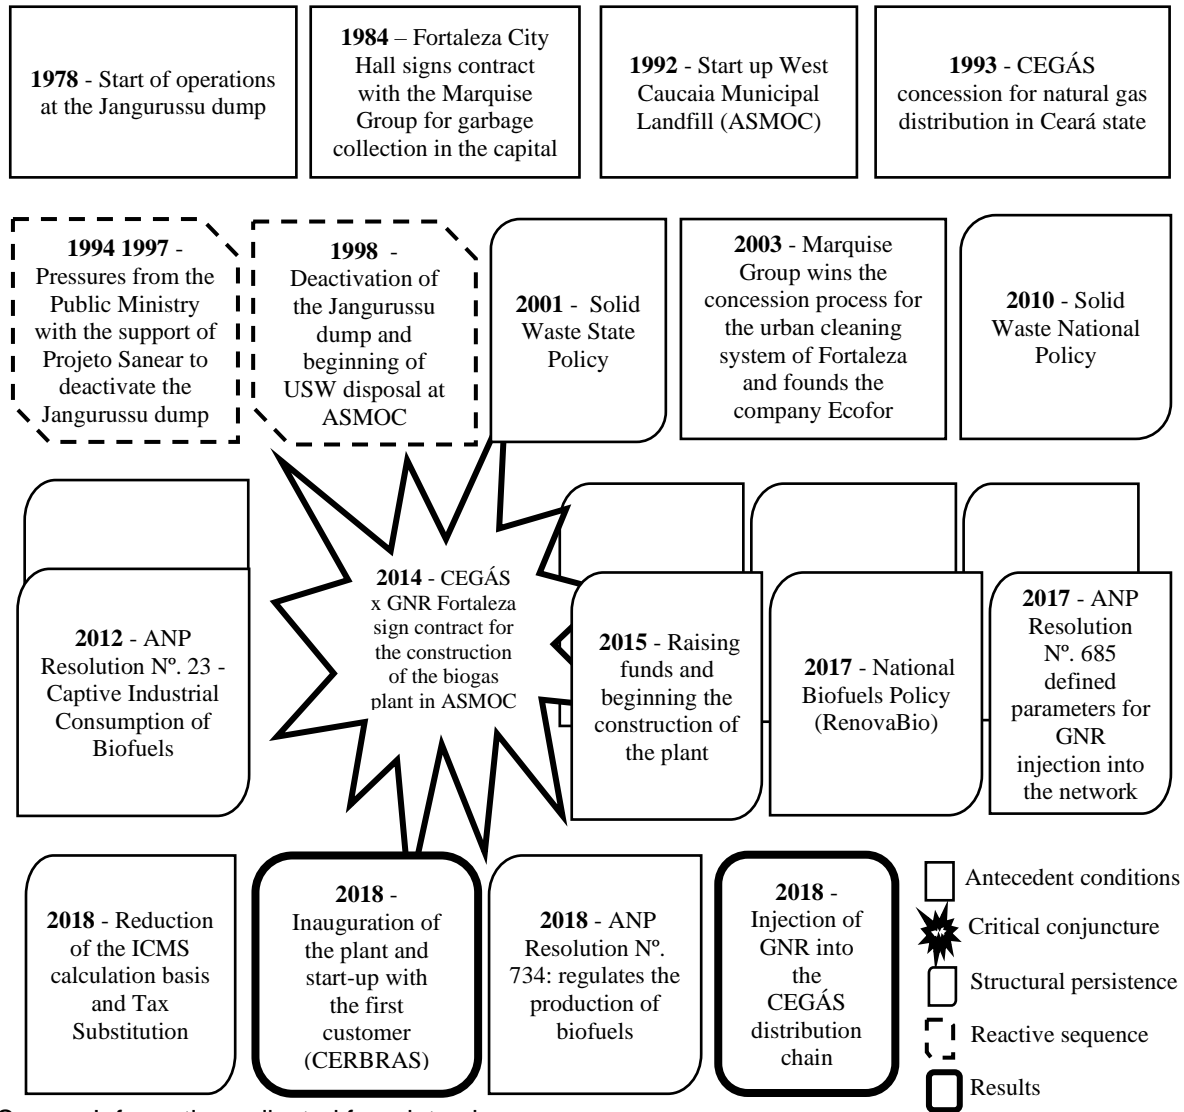 1978 - Start of operations
at the Jangurussu dump
1984 – Fortaleza City
Hall signs contract
with the Marquise
Group for garbage
collection in the capital
1992 - Start up West
Caucaia Municipal
Landfill (ASMOC)
1993 - CEGÁS
concession for natural gas
distribution in Ceará state
1994 1997 -
Pressures from the
Public Ministry
with the support of
Projeto Sanear to
deactivate the
Jangurussu dump
1998 -
Deactivation of
the Jangurussu
dump and
beginning of
USW disposal at
ASMOC
2001 - Solid
Waste State
Policy
2003 - Marquise
Group wins the
concession process for
the urban cleaning
system of Fortaleza
and founds the
company Ecofor
2010 - Solid
Waste National
Policy
2012 - ANP
Resolution Nº. 23 -
Captive Industrial
Consumption of
Biofuels
2014 - CEGÁS
x GNR Fortaleza
sign contract for
the construction
of the biogas
plant in ASMOC
2015 - Raising
funds and
beginning the
construction of
the plant
2017 - National
Biofuels Policy
(RenovaBio)
2017 - ANP
Resolution
Nº. 685
defined
parameters for
GNR
injection into
the network
2018 - Reduction
of the ICMS
calculation basis
and Tax
Substitution
2018 -
Inauguration of
the plant and
start-up with
the first
customer
(CERBRAS)
2018 - ANP
Resolution Nº.
734: regulates the
production of
biofuels
2018 -
Injection of
GNR into
the
CEGÁS
distribution
chain
Antecedent conditions
Critical conjuncture
Structural persistence
Reactive sequence
Results